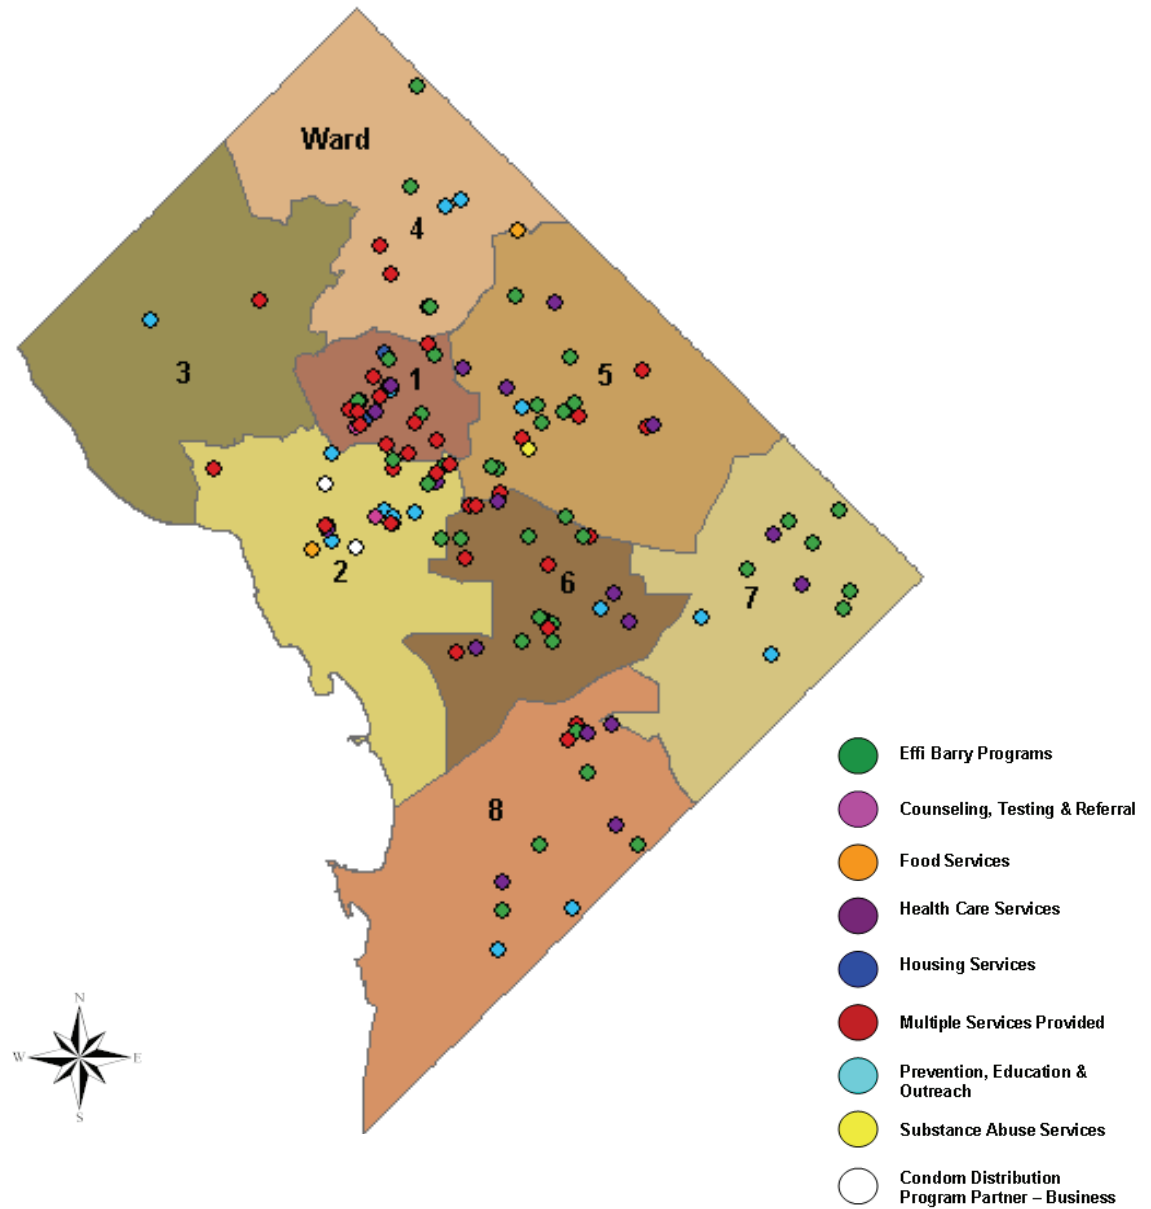 Ward
4
3
1
5
2
6
7
8
Effi Barry Programs
Counseling, Testing & Referral
Food Services
Health Care Services
Housing Services
Multiple Services Provided
Prevention, Education &
Outreach
Substance Abuse Services
Condom Distribution
Program Partner – Business
N
W E
S